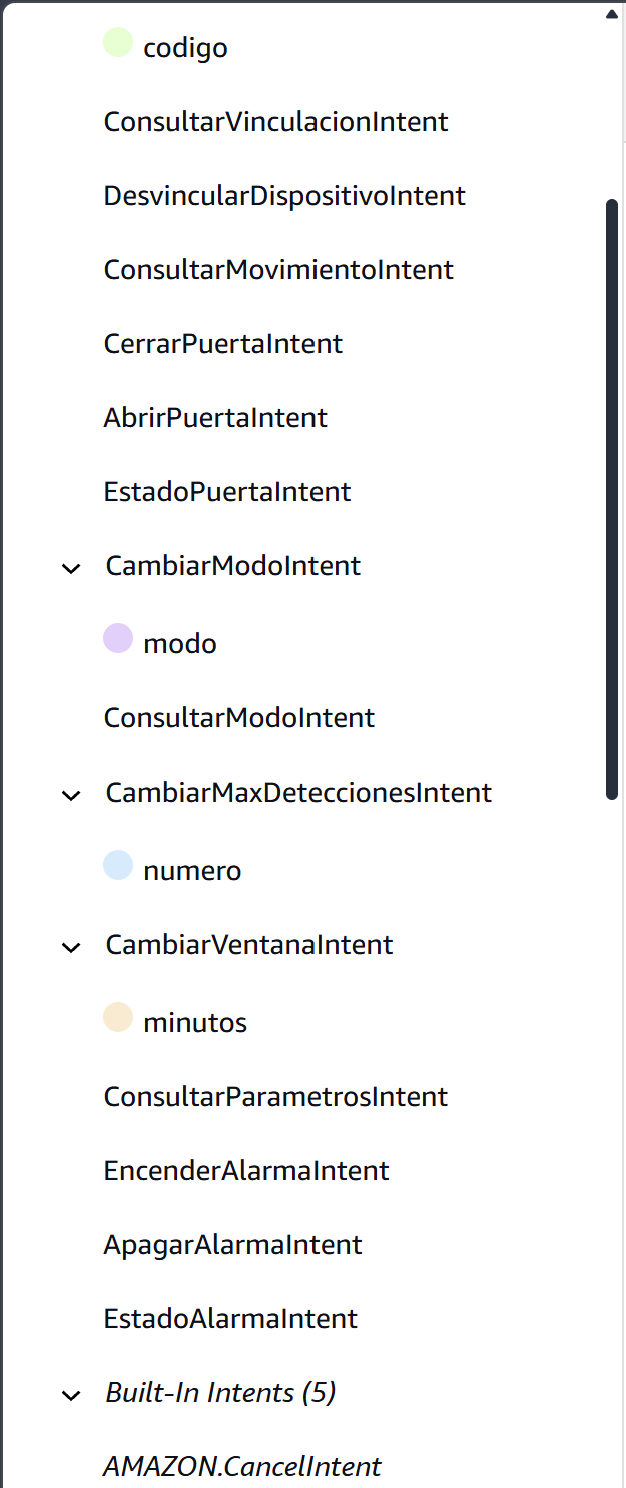 codigo
ConsultarVinculacionIntent
DesvincularDispositivoIntent
ConsultarMovimientoIntent
CerrarPuertaIntent
AbrirPuertaIntent
EstadoPuertaIntent
CambiarModoIntent
modo
ConsultarModoIntent
CambiarMaxDeteccionesIntent
numero
CambiarVentanaIntent
minutos
ConsultarParametrosIntent
EncenderAlarmaIntent
ApagarAlarmaIntent
EstadoAlarmaIntent
Built-In Intents (5)
AMAZON.CancelIntent